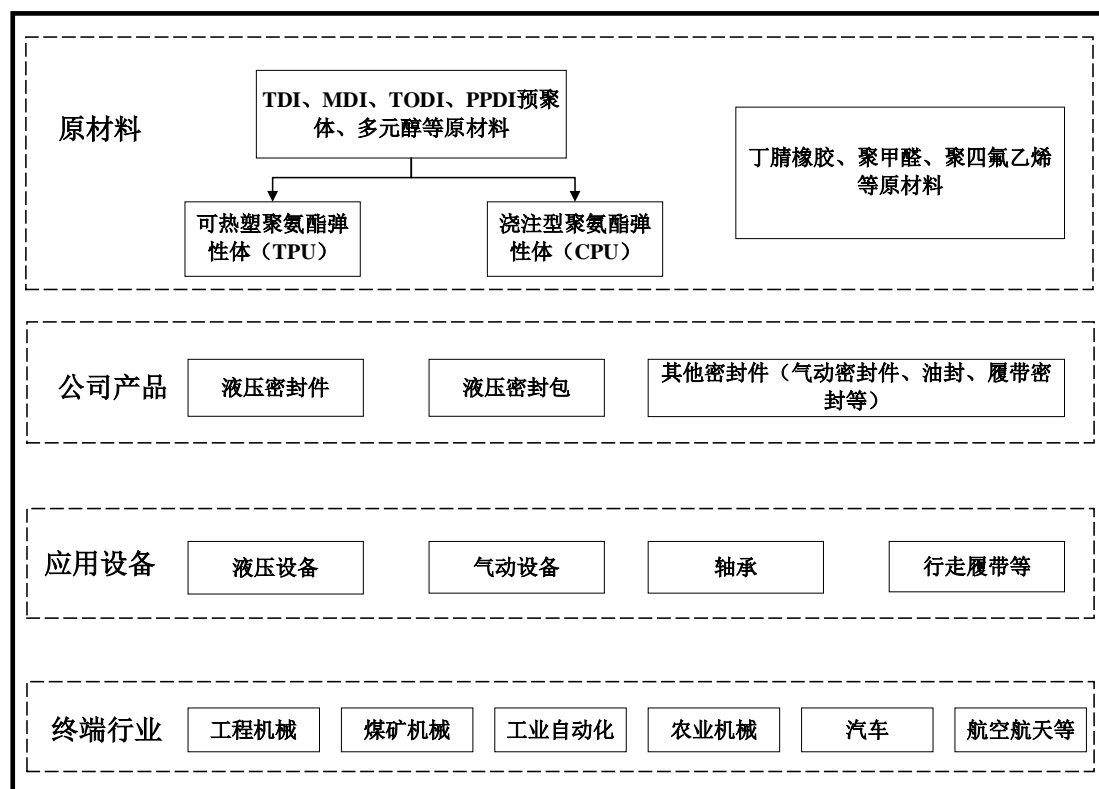 原材料
TDI、MDI、TODI、PPDI预聚
体、多元醇等原材料
丁腈橡胶、聚甲醛、聚四氟乙烯
等原材料
可热塑聚氨酯弹
性体（TPU）
浇注型聚氨酯弹
性体（CPU）
公司产品
液压密封件
液压密封包
其他密封件（气动密封件、油封、履带密
封等）
应用设备
液压设备
气动设备
轴承
行走履带等
终端行业
工程机械
煤矿机械
工业自动化
农业机械
汽车
航空航天等